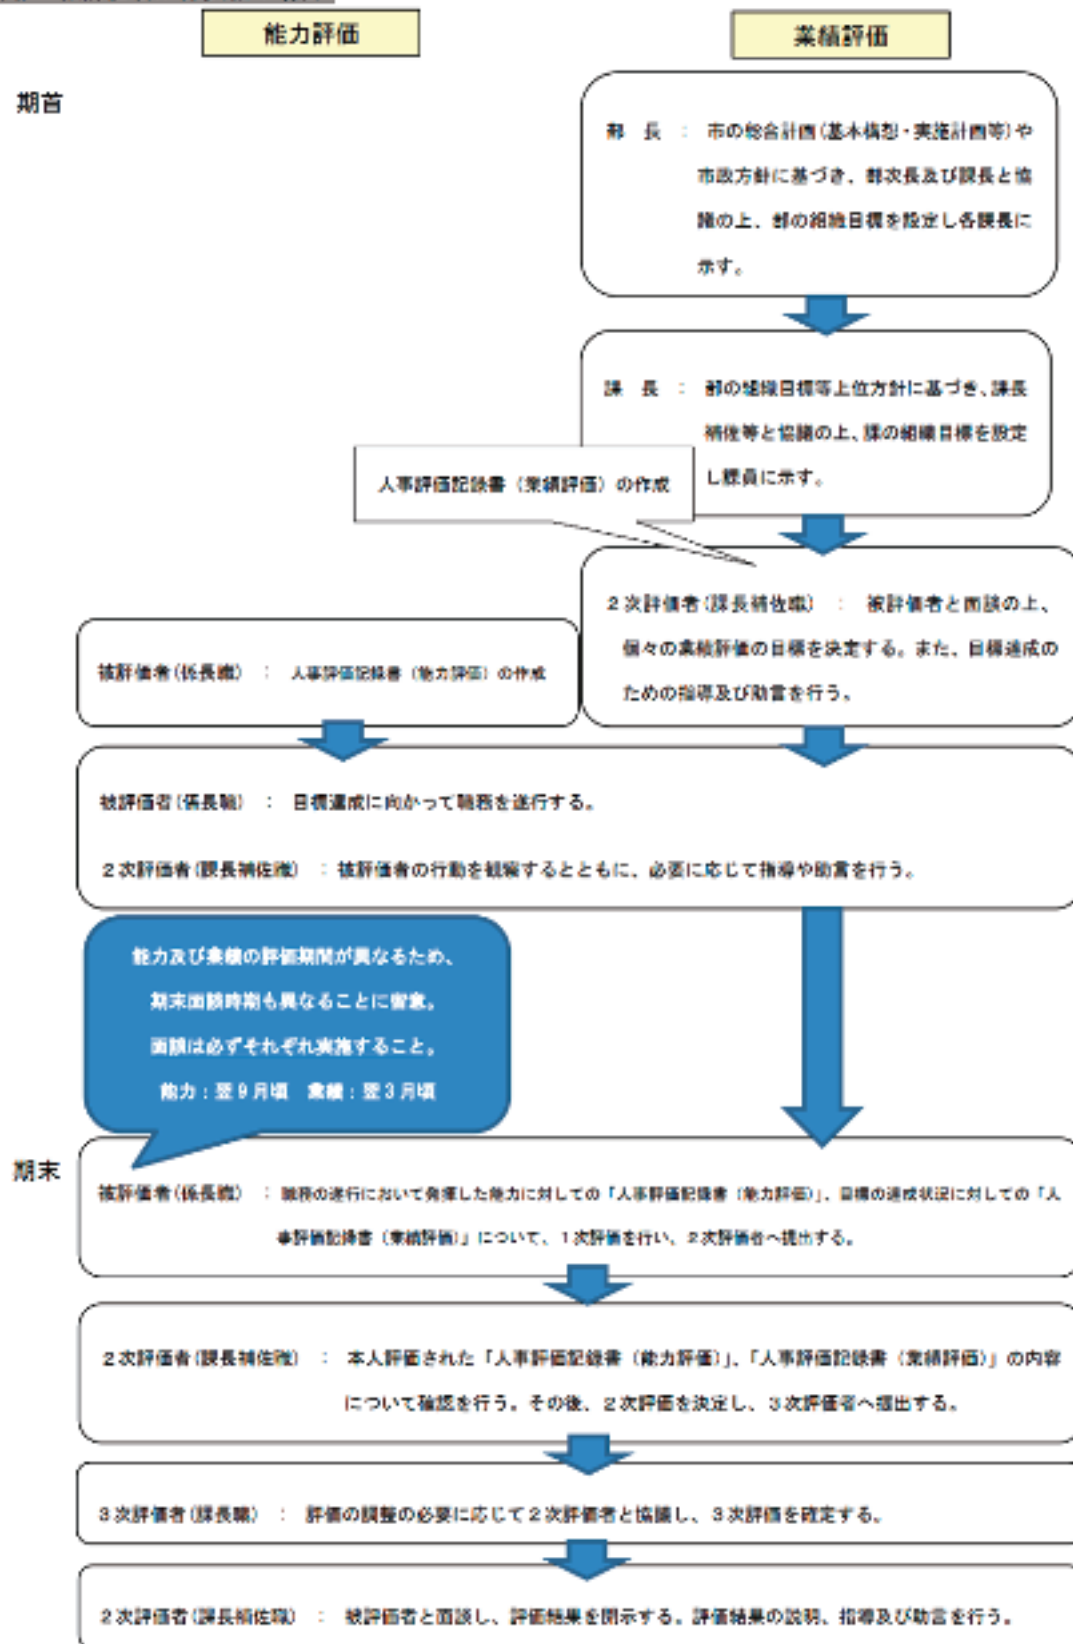 能力評価
業績評価
期首
部　長　：　市の総合計画(基本構想・実施計画等)や
市政方針に基づき、部次長及び課長と協
議の上、部の組織目標を設定し各課長に
示す。
課　長　：　部の組織目標等上位方針に基づき、課長
補佐等と協議の上、課の組織目標を設定
し課員に示す。
人事評価記録書（業績評価）の作成
２次評価者(課長補佐職)　：　被評価者と面談の上、
個々の業績評価の目標を決定する。また、目標達成の
ための指導及び助言を行う。
被評価者(係長職)　：　人事評価記録書（能力評価）の作成
被評価者(係長職)　：　目標達成に向かって職務を遂行する。
２次評価者(課長補佐職)　：被評価者の行動を観察するとともに、必要に応じて指導や助言を行う。
能力及び業績の評価期間が異なるため、
期末面談時期も異なることに留意。
面談は必ずそれぞれ実施すること。
能力：翌９月頃　業績：翌３月頃
期末
被評価者(係長職)　：　職務の遂行において発揮した能力に対しての「人事評価記録書（能力評価)」、目標の達成状況に対しての「人
事評価記録書（業績評価)」について、１次評価を行い、２次評価者へ提出する。
２次評価者(課長補佐職)　：　本人評価された「人事評価記録書（能力評価)」、「人事評価記録書（業績評価)」の内容
について確認を行う。その後、２次評価を決定し、３次評価者へ提出する。
３次評価者(課長職)　：　評価の調整の必要に応じて２次評価者と協議し、３次評価を確定する。
２次評価者(課長補佐職)　：　被評価者と面談し、評価結果を開示する。評価結果の説明、指導及び助言を行う。